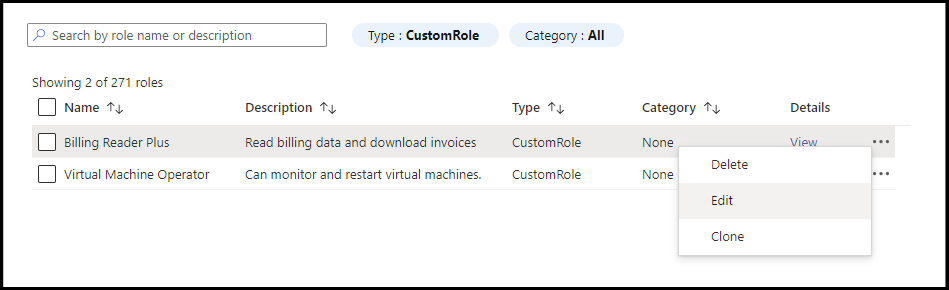 Search by role name or description Type : CustomRole Category : All
Showing 2 of 271 roles
Name ↑↓ Description ↑↓ Type ↑↓ Category ↑↓ Details
Billing Reader Plus Read billing data and download invoices CustomRole None View ...
Virtual Machine Operator Can monitor and restart virtual machines. CustomRole None ...
Delete
Edit
Clone